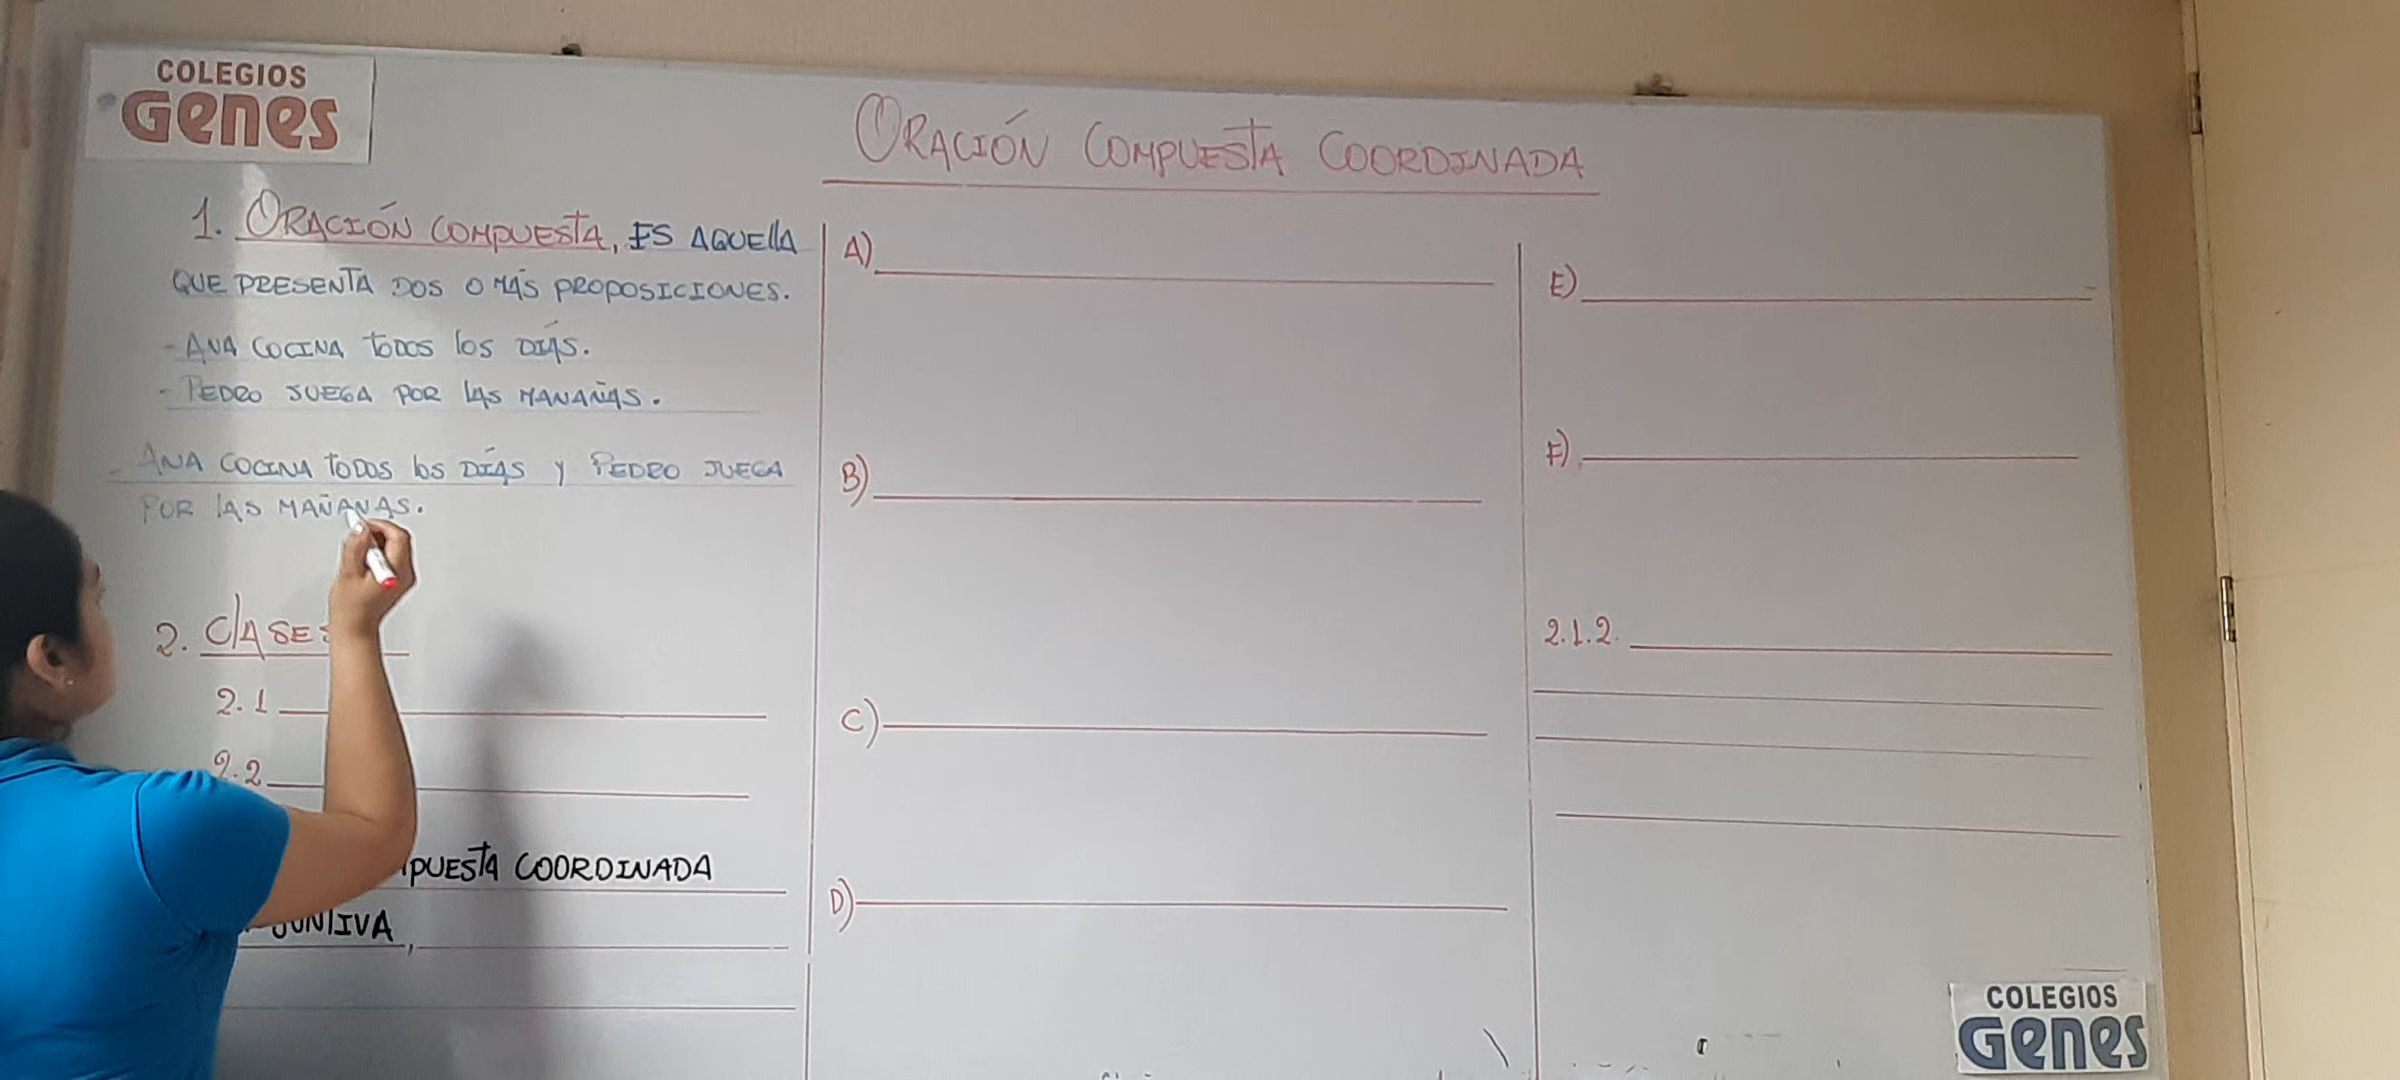 COLEGIOS
Genes
ORACIÓN COMPUESTA COORDINADA
1. ORACIÓN COMPUESTA, ES AQUELLA
QUE PRESENTA DOS O MÁS PROPOSICIONES.
- ANA COCINA TODOS LOS DÍAS.
- PEDRO JUEGA POR LAS MANAÑAS.
- ANA COCINA TODOS LOS DÍAS Y PEDRO JUEGA
POR LAS MAÑANAS.
2. CLASES
2.1
2.2
PUESTA COORDINADA
JUNTIVA,
A)
B)
C)
D)
E)
F)
2.1.2.
COLEGIOS
Genes